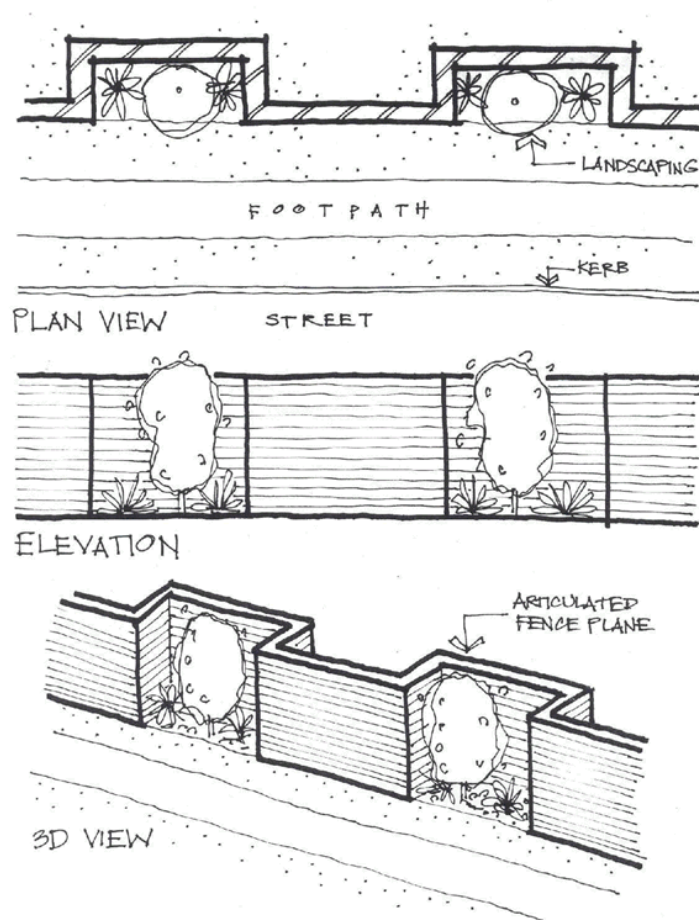 LANDSCAPING
FOOTPATH
KERB
PLAN VIEW
STREET
ELEVATION
ARTICULATED
FENCE PLANE
3D VIEW